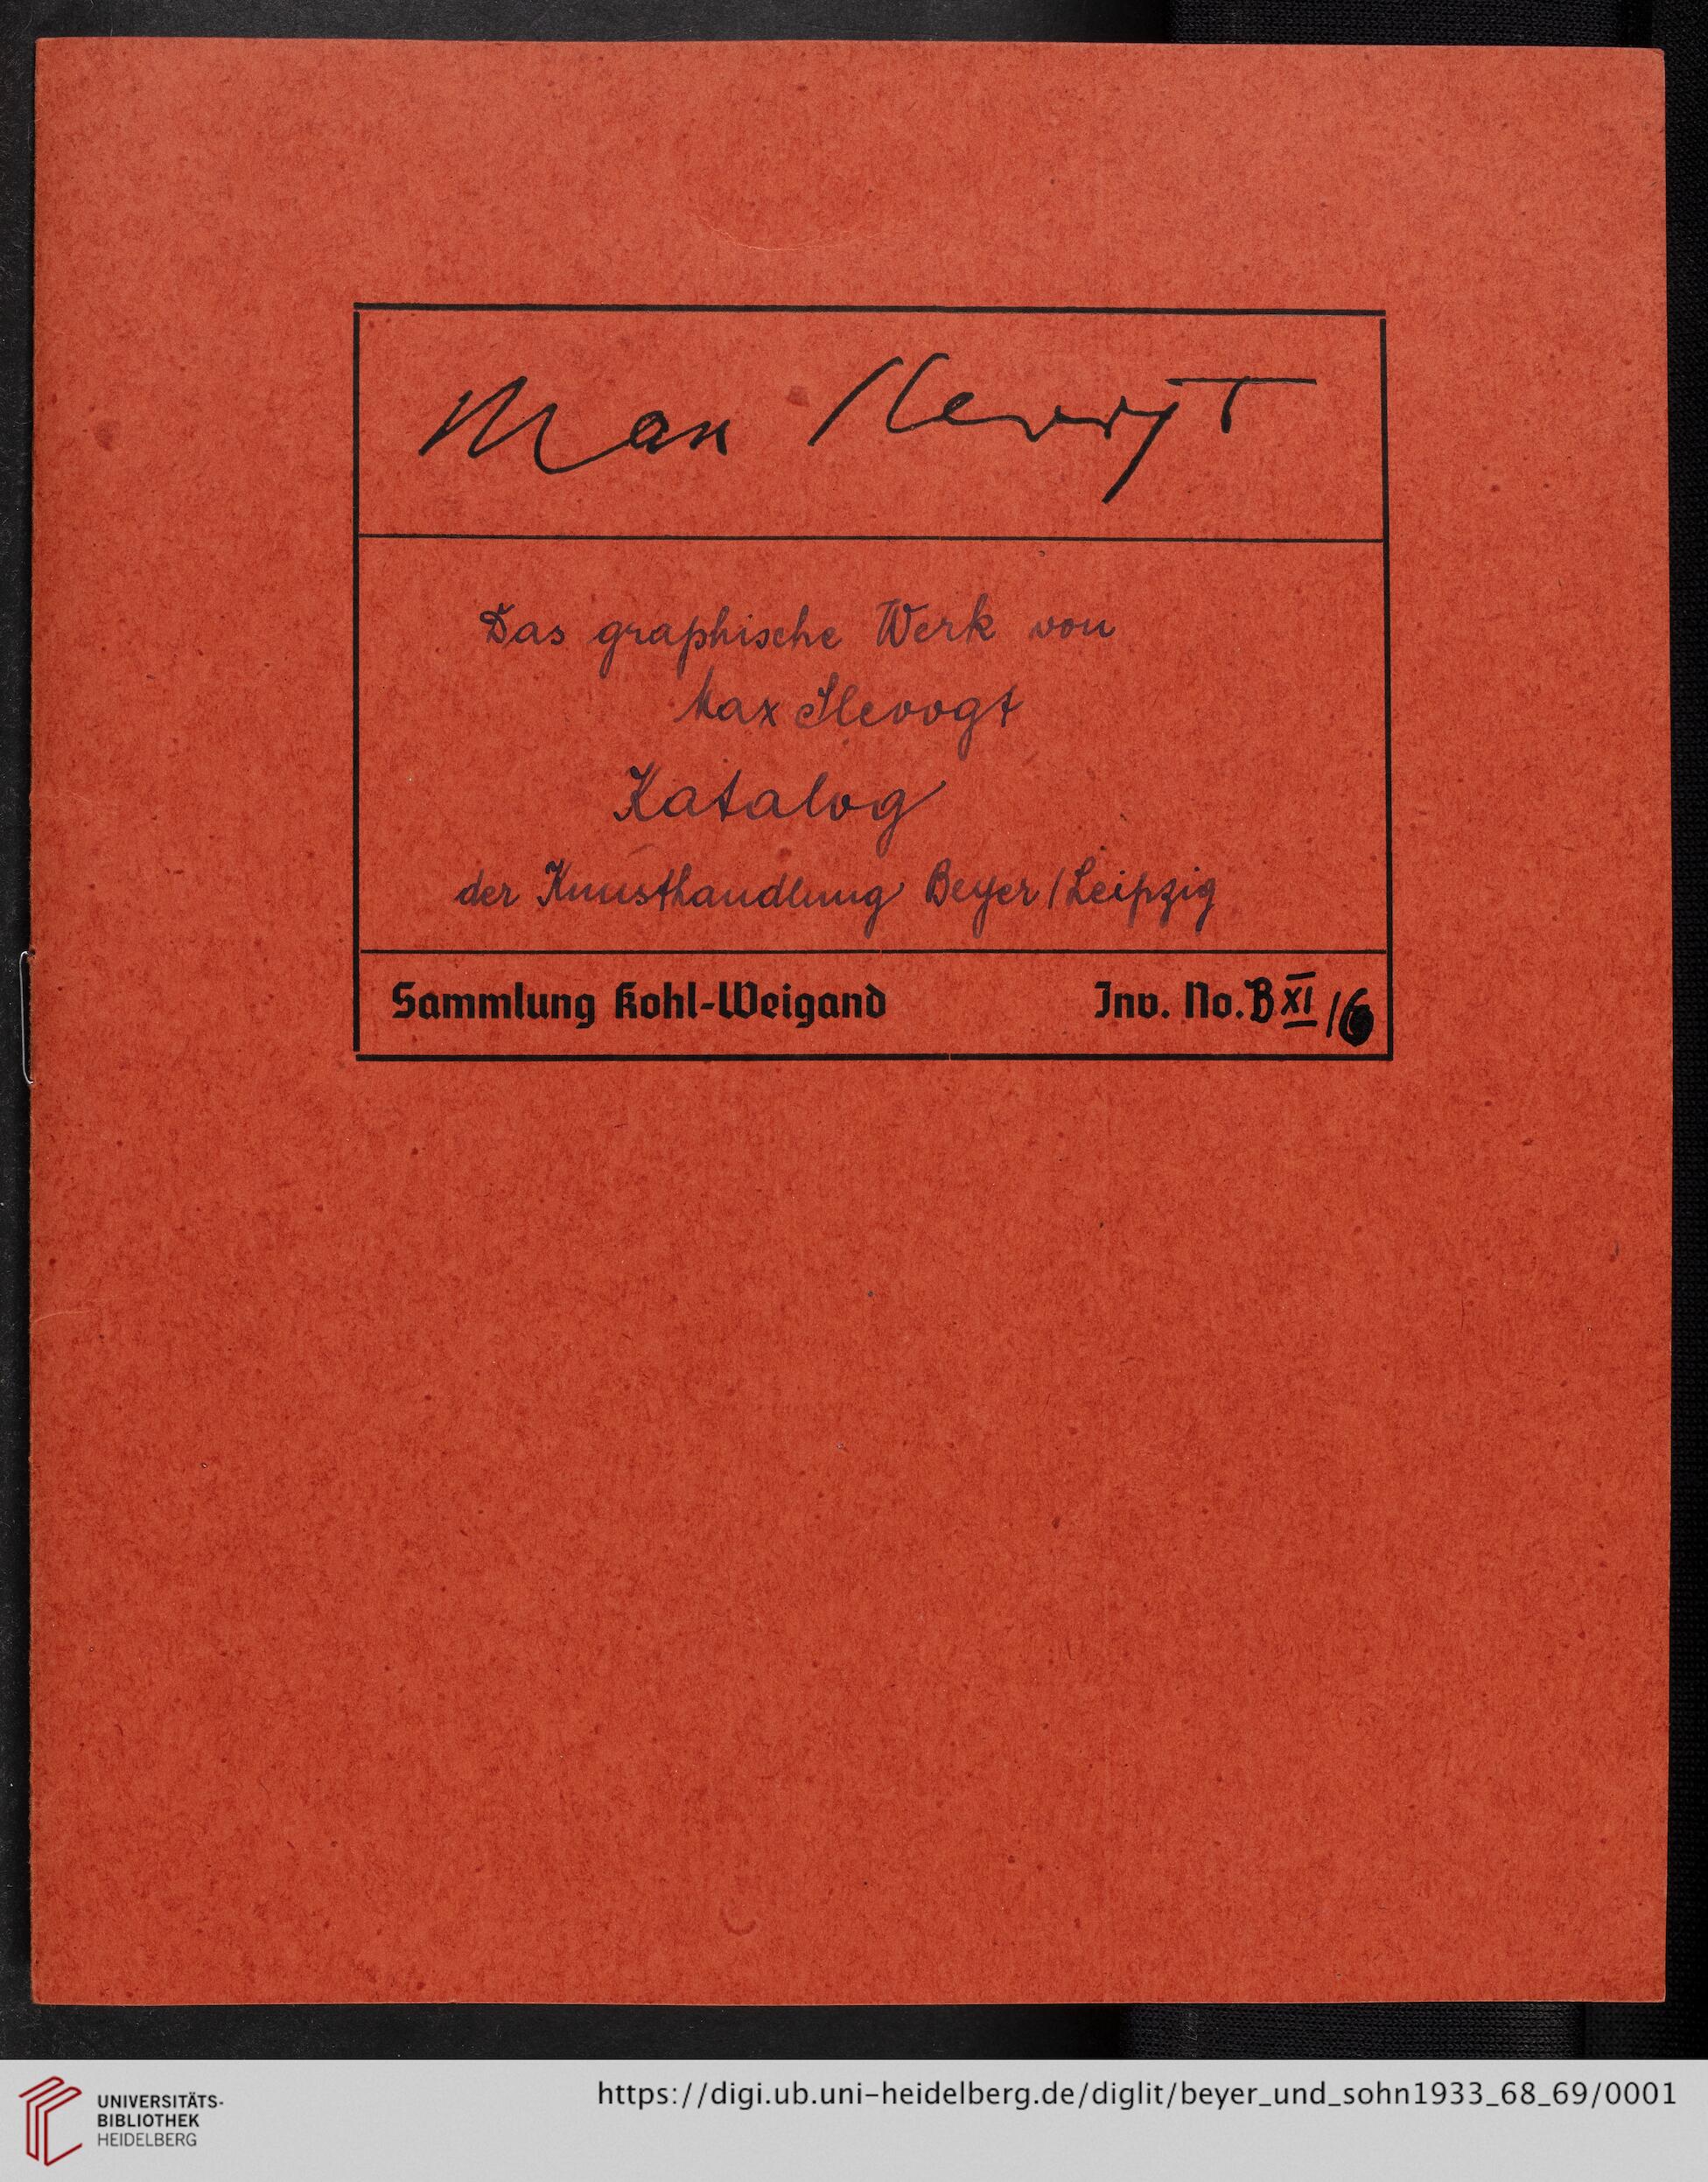 Max Slevogt
Das graphische Werk von
Max Slevogt
Katalog
der Kunsthandlung Beyer / Leipzig
Sammlung Kohl-Weigand Inv. No. B XI / 6
UNIVERSITÄTS-
BIBLIOTHEK
HEIDELBERG
https://digi.ub.uni-heidelberg.de/diglit/beyer_und_sohn1933_68_69/0001